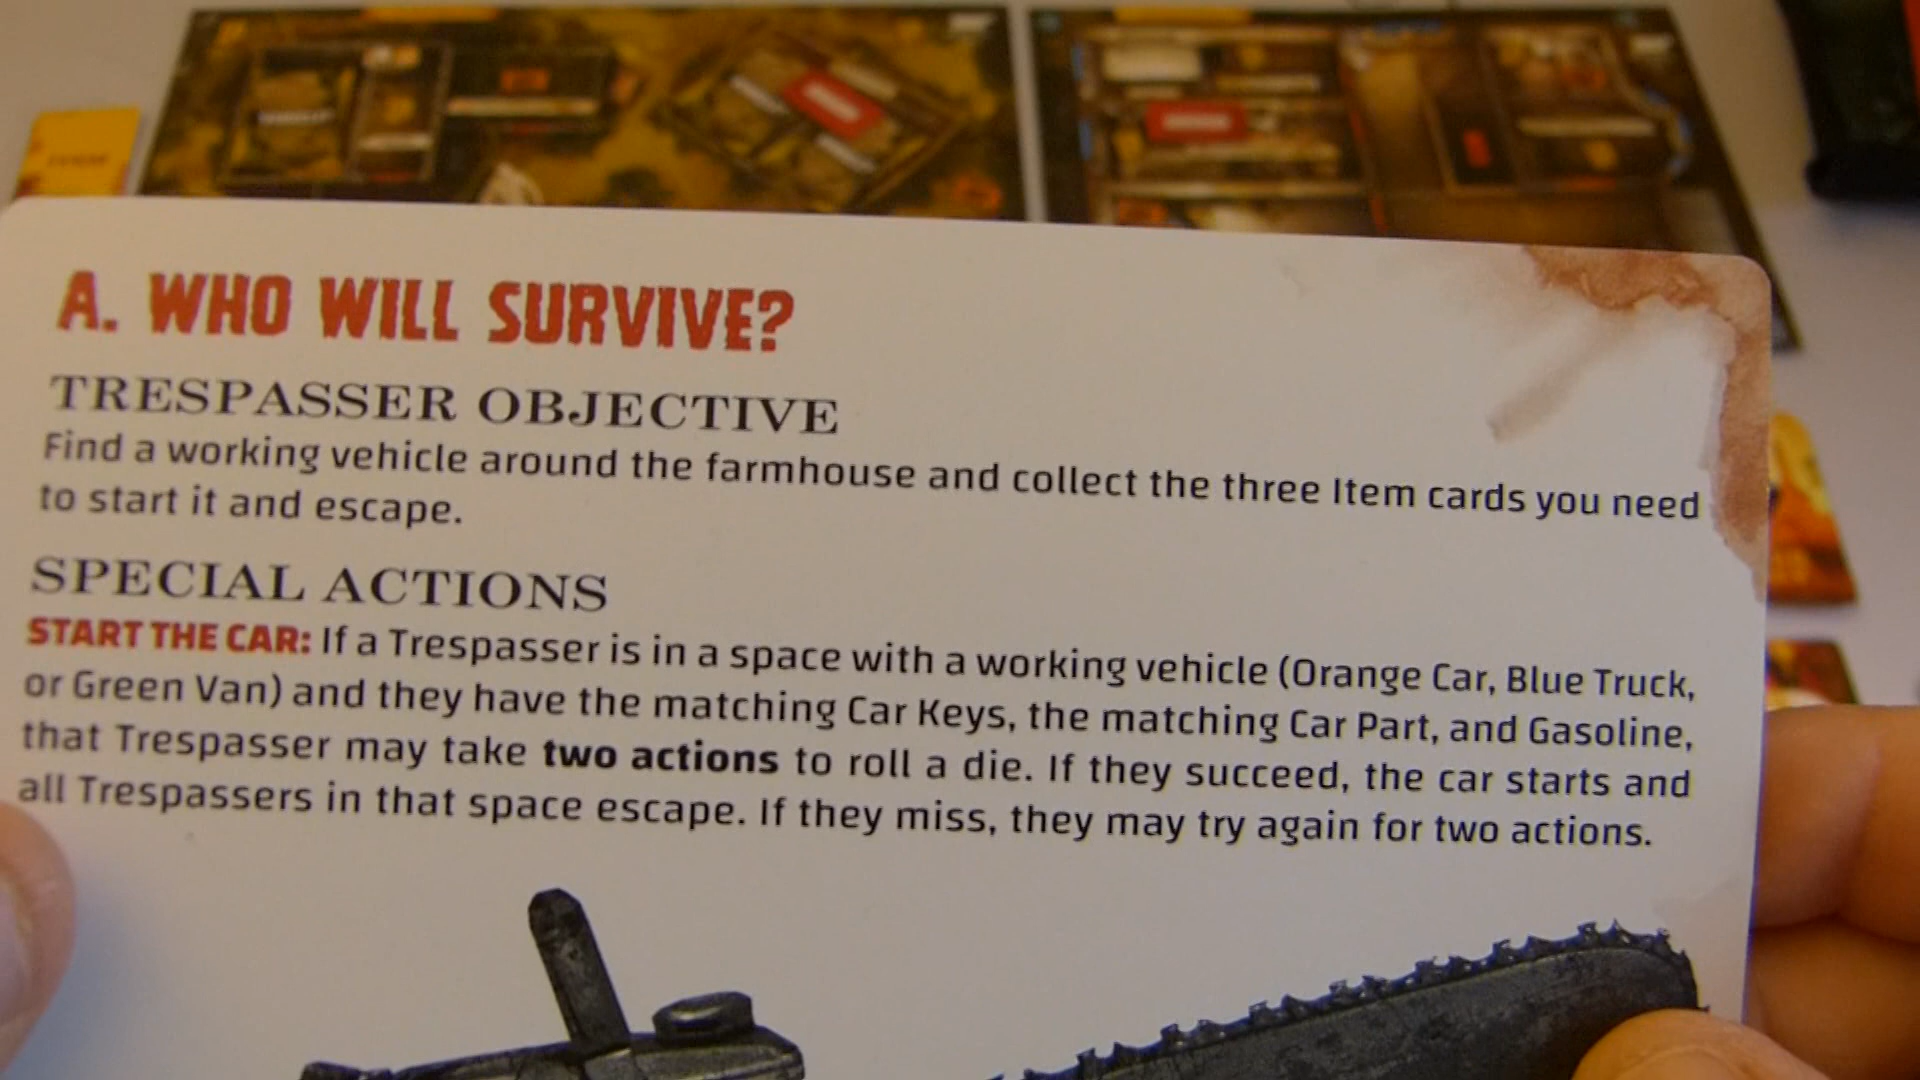 A. WHO WILL SURVIVE?
TRESPASSER OBJECTIVE
Find a working vehicle around the farmhouse and collect the three Item cards you need
to start it and escape.
SPECIAL ACTIONS
START THE CAR: If a Trespasser is in a space with a working vehicle (Orange Car, Blue Truck,
or Green Van) and they have the matching Car Keys, the matching Car Part, and Gasoline,
that Trespasser may take two actions to roll a die. If they succeed, the car starts and
all Trespassers in that space escape. If they miss, they may try again for two actions.